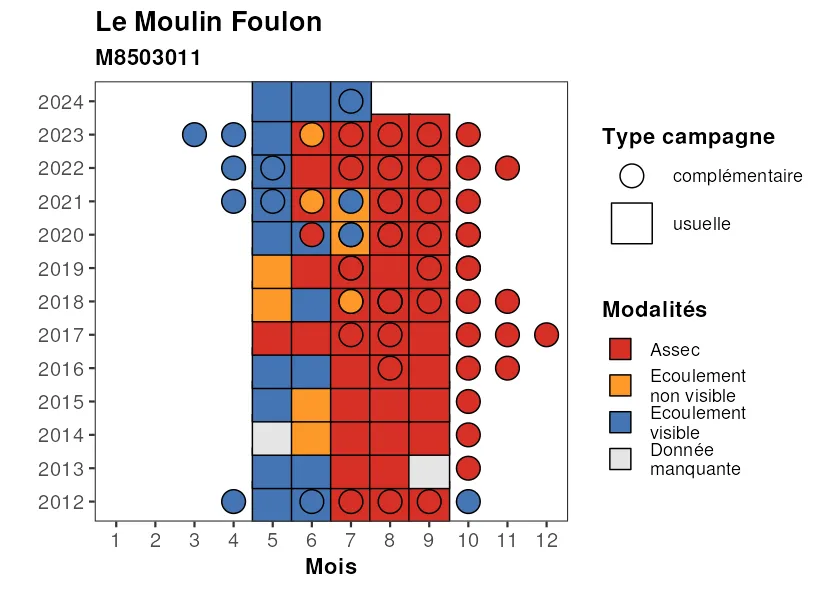 Le Moulin Foulon
M8503011
2024
2023
2022
2021
2020
2019
2018
2017
2016
2015
2014
2013
2012
1 2 3 4 5 6 7 8 9 10 11 12
Mois
Type campagne
complémentaire
usuelle
Modalités
Assec
Ecoulement
non visible
Ecoulement
visible
Donnée
manquante